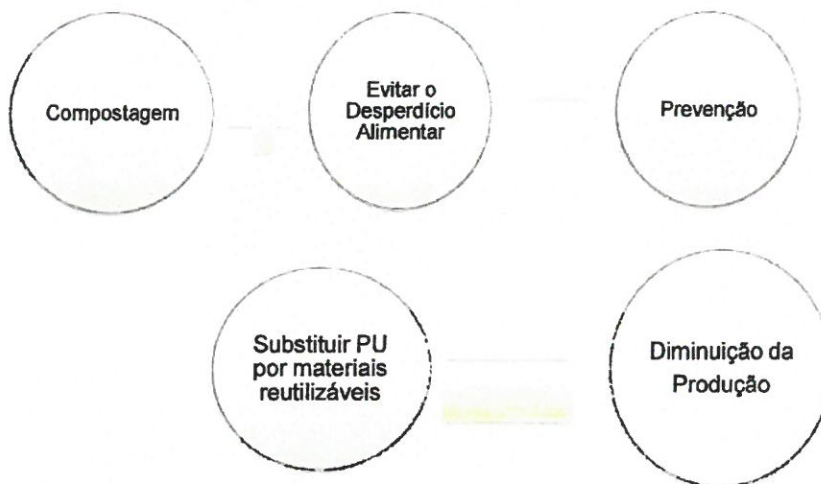 Compostagem
Evitar o
Desperdício
Alimentar
Prevenção
Substituir PU
por materiais
reutilizáveis
Diminuição da
Produção